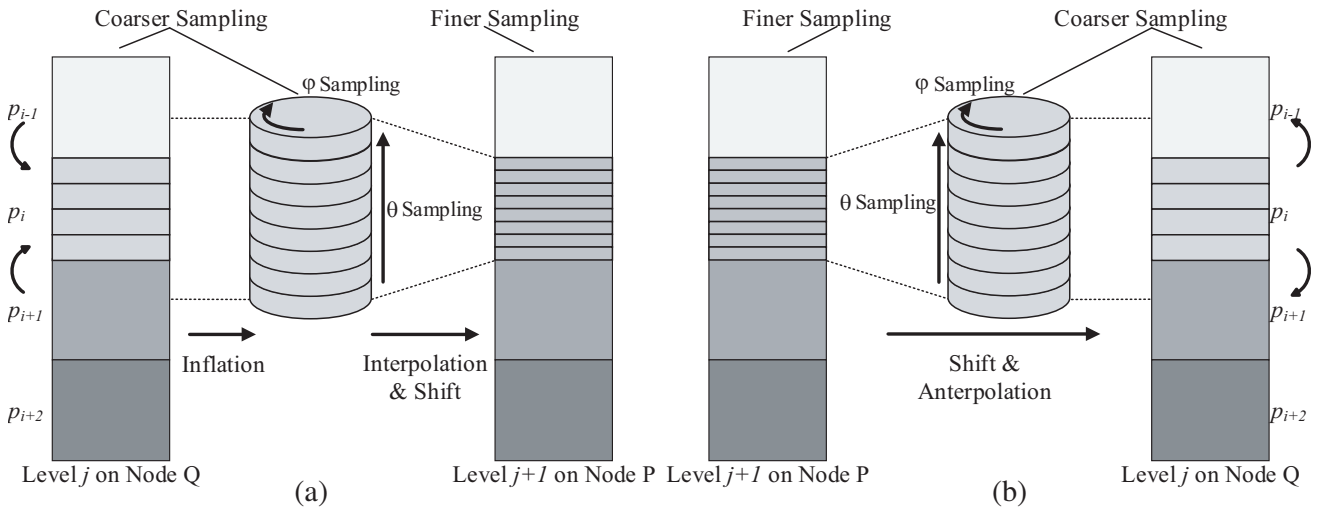 Coarser Sampling
Finer Sampling
φ Sampling
p_{i-1}
p_i
θ Sampling
p_{i+1}
Inflation
Interpolation
& Shift
p_{i+2}
Level j on Node Q
Level j+1 on Node P
(a)
Finer Sampling
Coarser Sampling
φ Sampling
p_{i-1}
θ Sampling
p_i
p_{i+1}
Shift &
Anterpolation
p_{i+2}
Level j+1 on Node P
Level j on Node Q
(b)